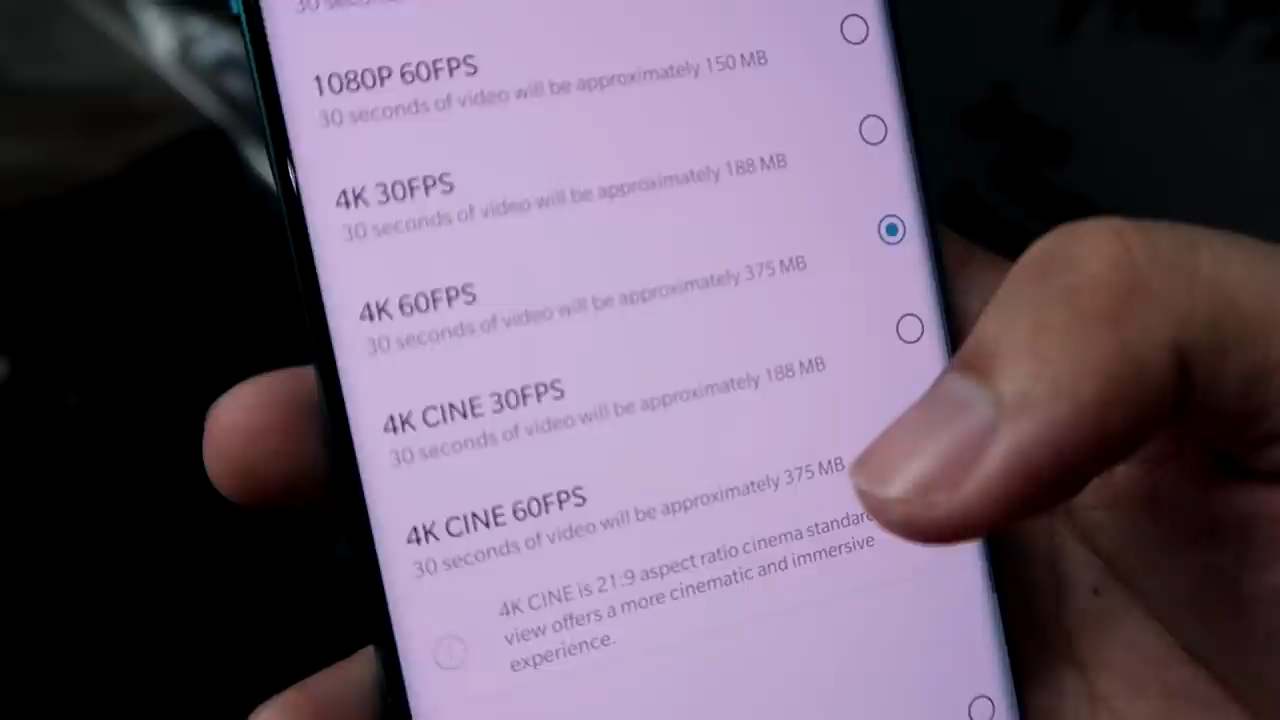 30 seconds
1080P 60FPS
30 seconds of video will be approximately 150 MB
4K 30FPS
30 seconds of video will be approximately 188 MB
4K 60FPS
30 seconds of video will be approximately 375 MB
4K CINE 30FPS
30 seconds of video will be approximately 188 MB
4K CINE 60FPS
30 seconds of video will be approximately 375 MB
4K CINE is 21:9 aspect ratio cinema standard
view offers a more cinematic and immersive
experience.